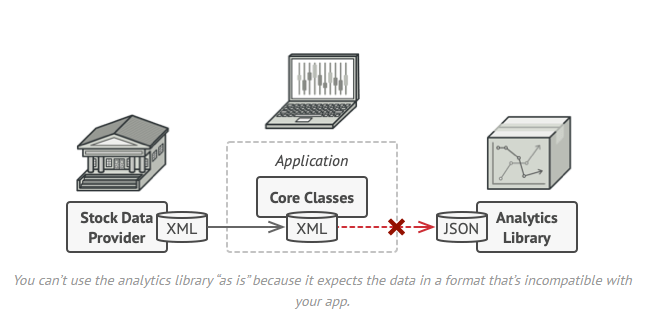 Application
Core Classes
Stock Data
Provider
XML
XML
JSON
Analytics
Library
You can't use the analytics library “as is” because it expects the data in a format that's incompatible with
your app.